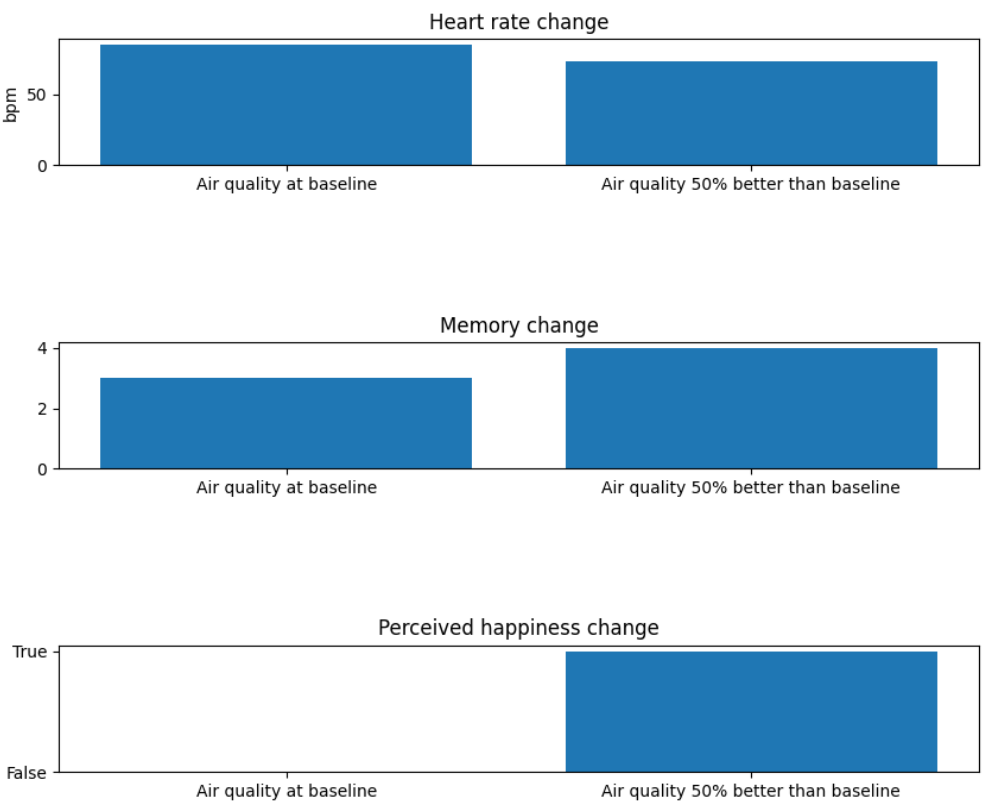 Heart rate change
bpm
50
0
Air quality at baseline
Air quality 50% better than baseline
Memory change
4
2
0
Air quality at baseline
Air quality 50% better than baseline
Perceived happiness change
True
False
Air quality at baseline
Air quality 50% better than baseline